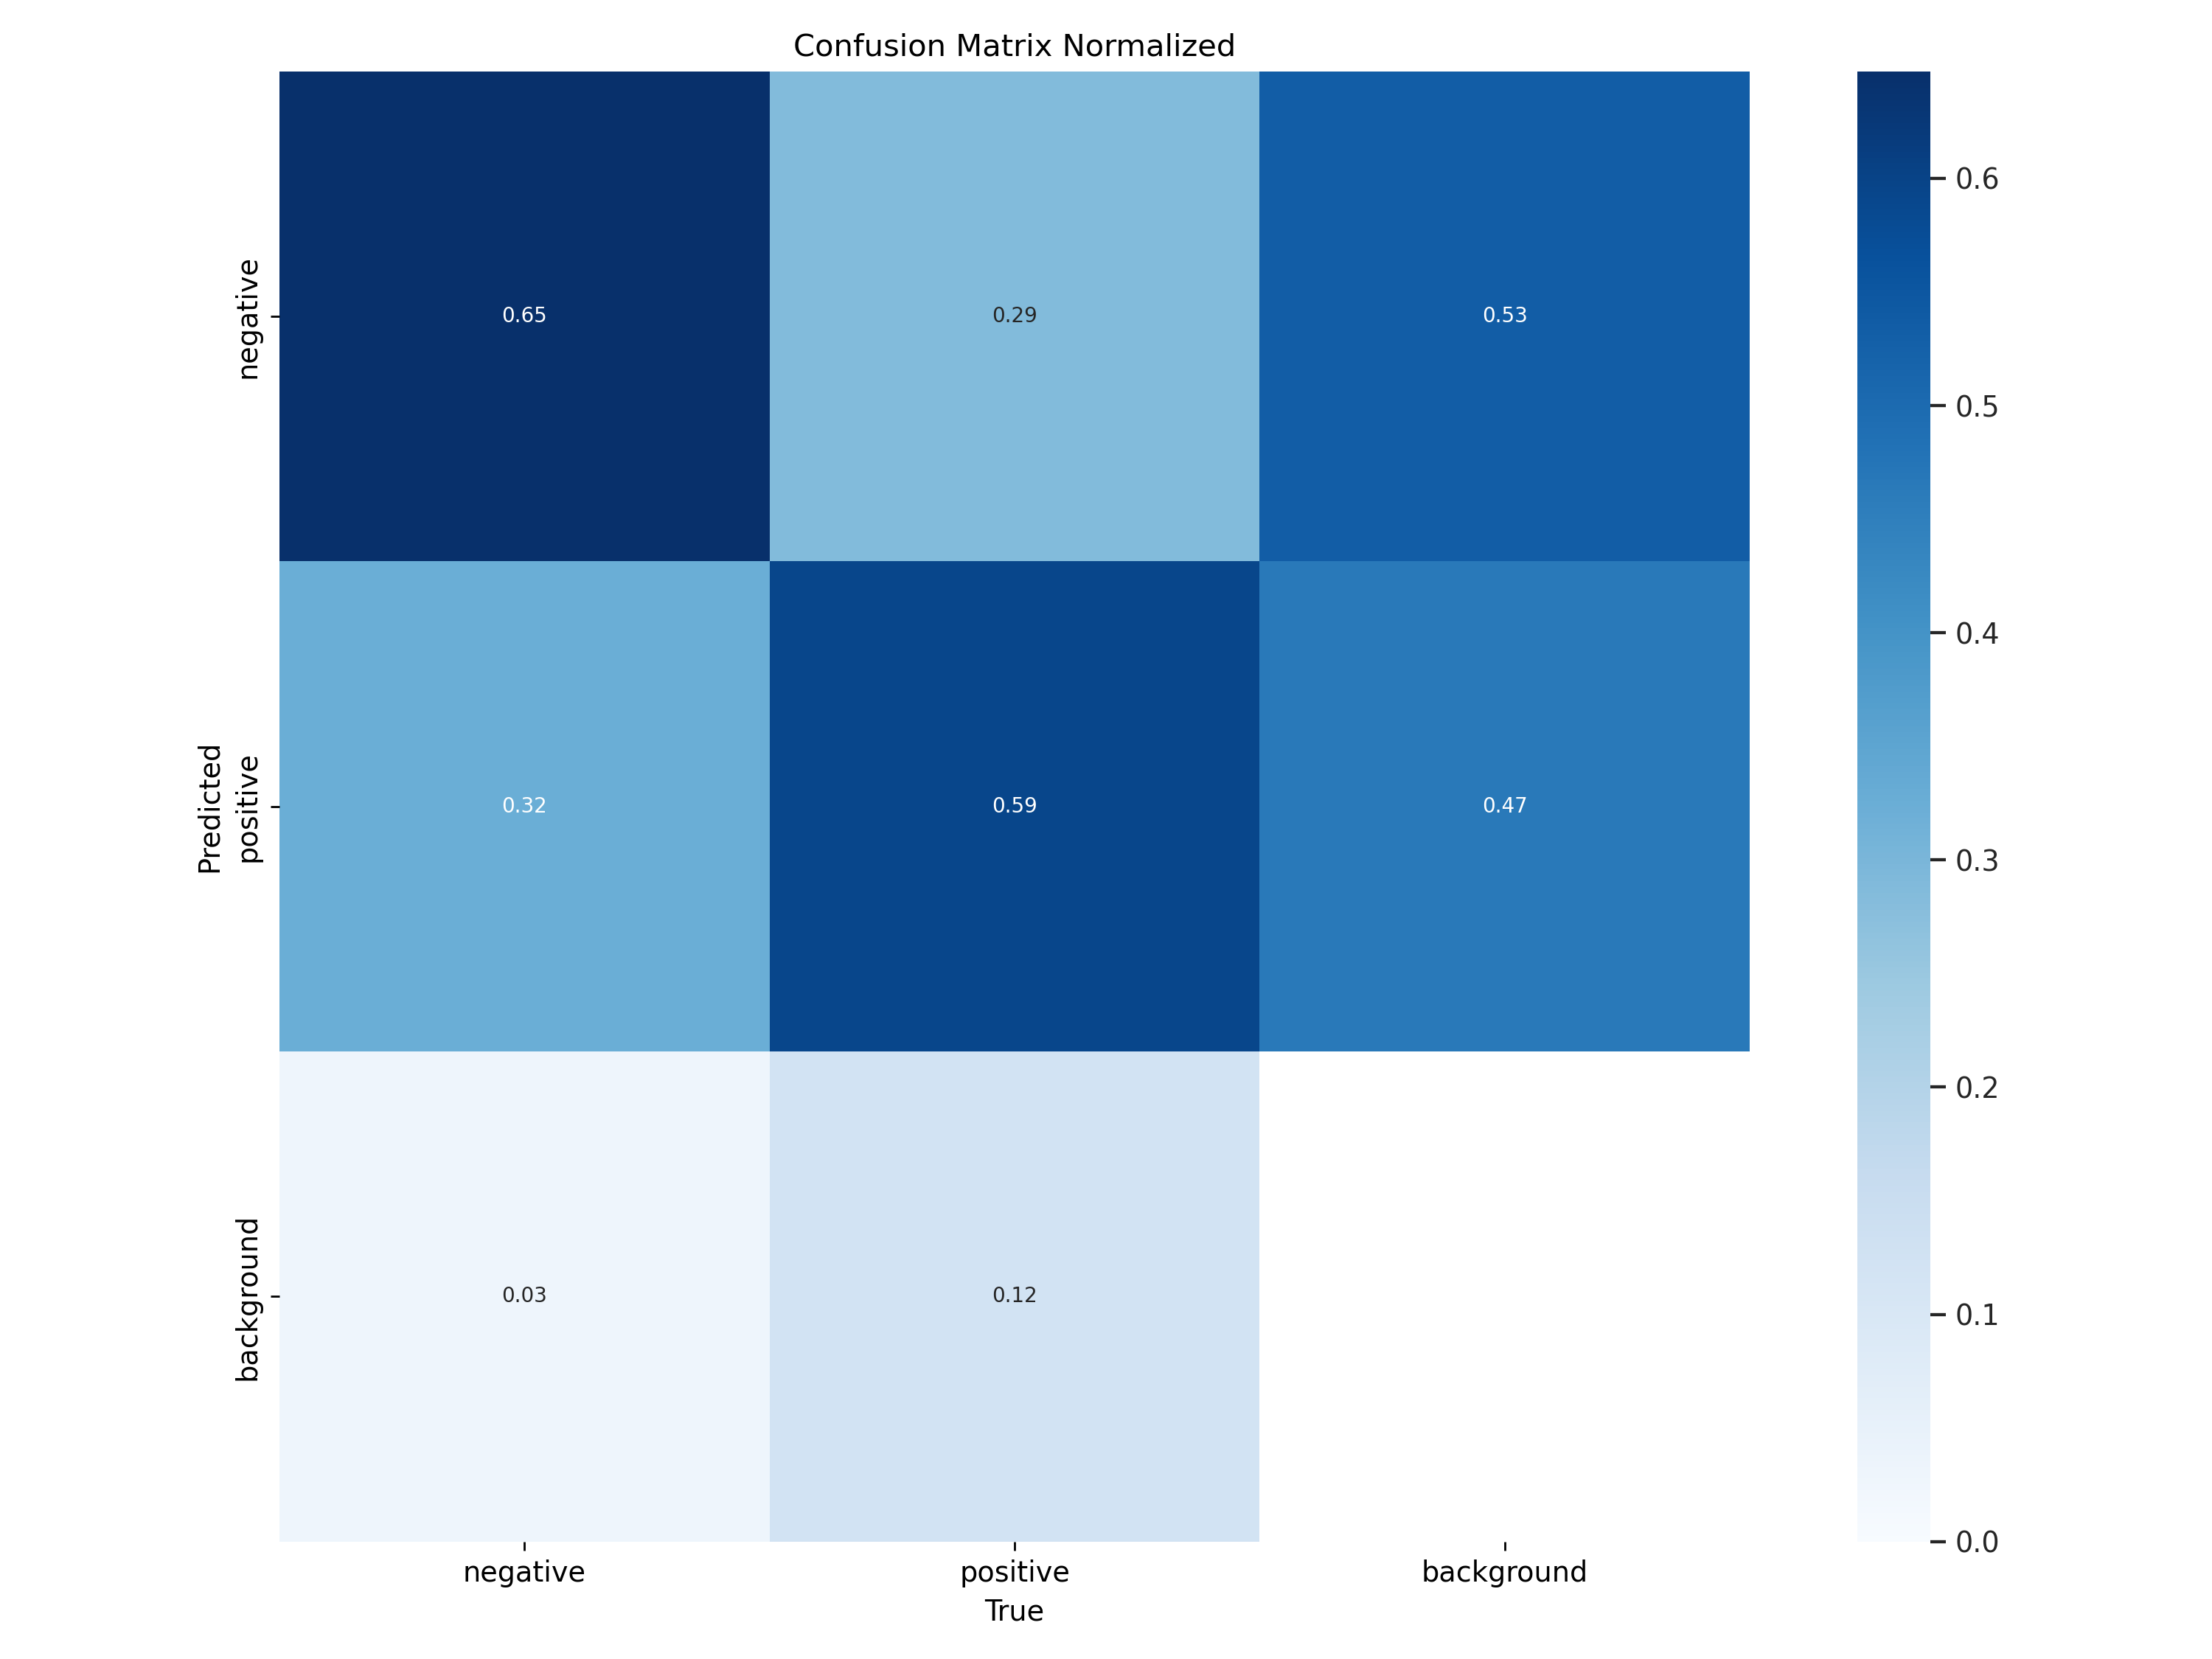 Confusion Matrix Normalized
negative
0.65
0.29
0.53
Predicted
positive
0.32
0.59
0.47
background
0.03
0.12
negative
positive
background
True
0.6
0.5
0.4
0.3
0.2
0.1
0.0